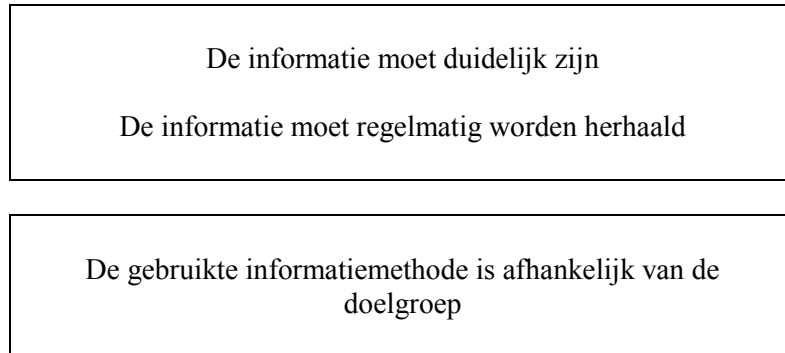 De informatie moet duidelijk zijn
De informatie moet regelmatig worden herhaald
De gebruikte informatiemethode is afhankelijk van de
doelgroep